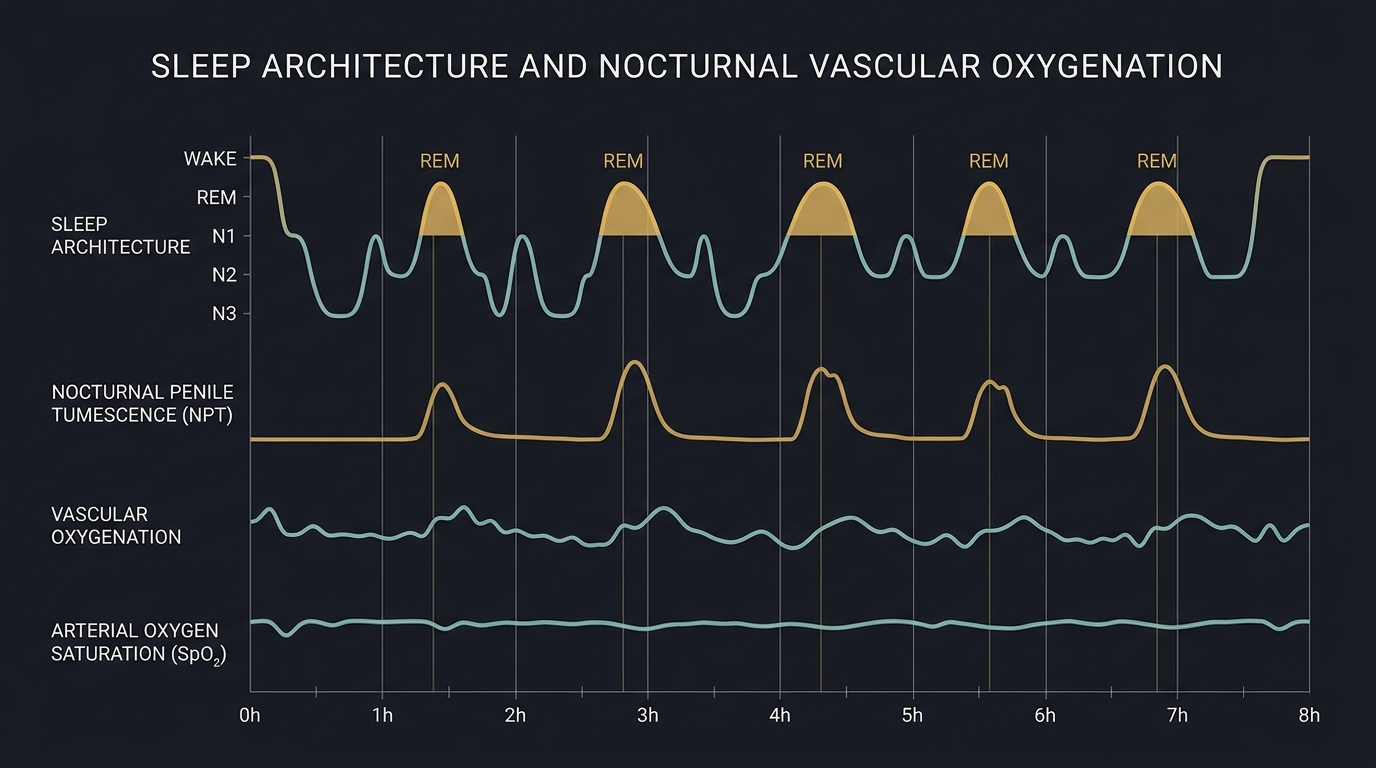 SLEEP ARCHITECTURE AND NOCTURNAL VASCULAR OXYGENATION
REM REM REM REM REM
WAKE
REM
N1
N2
N3
SLEEP
ARCHITECTURE
NOCTURNAL PENILE
TUMESCENCE (NPT)
VASCULAR
OXYGENATION
ARTERIAL OXYGEN
SATURATION (SpO₂)
0h 1h 2h 3h 4h 5h 6h 7h 8h